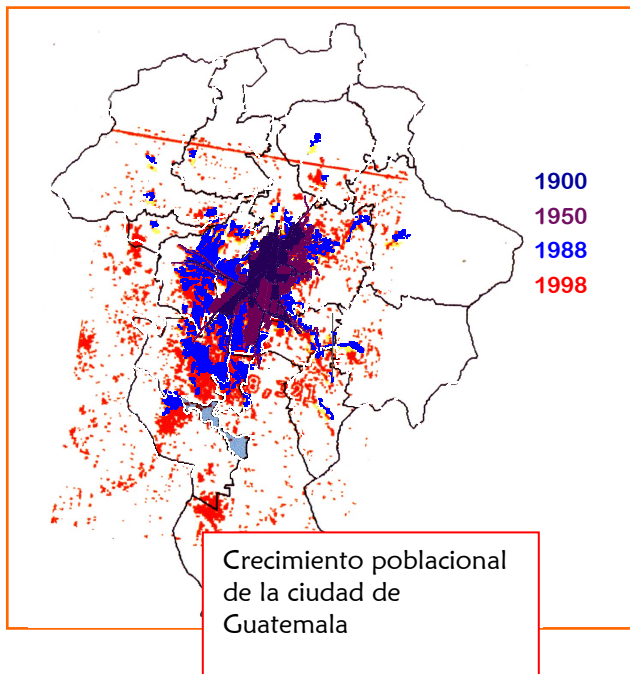 1900
1950
1988
1998
Crecimiento poblacional
de la ciudad de
Guatemala